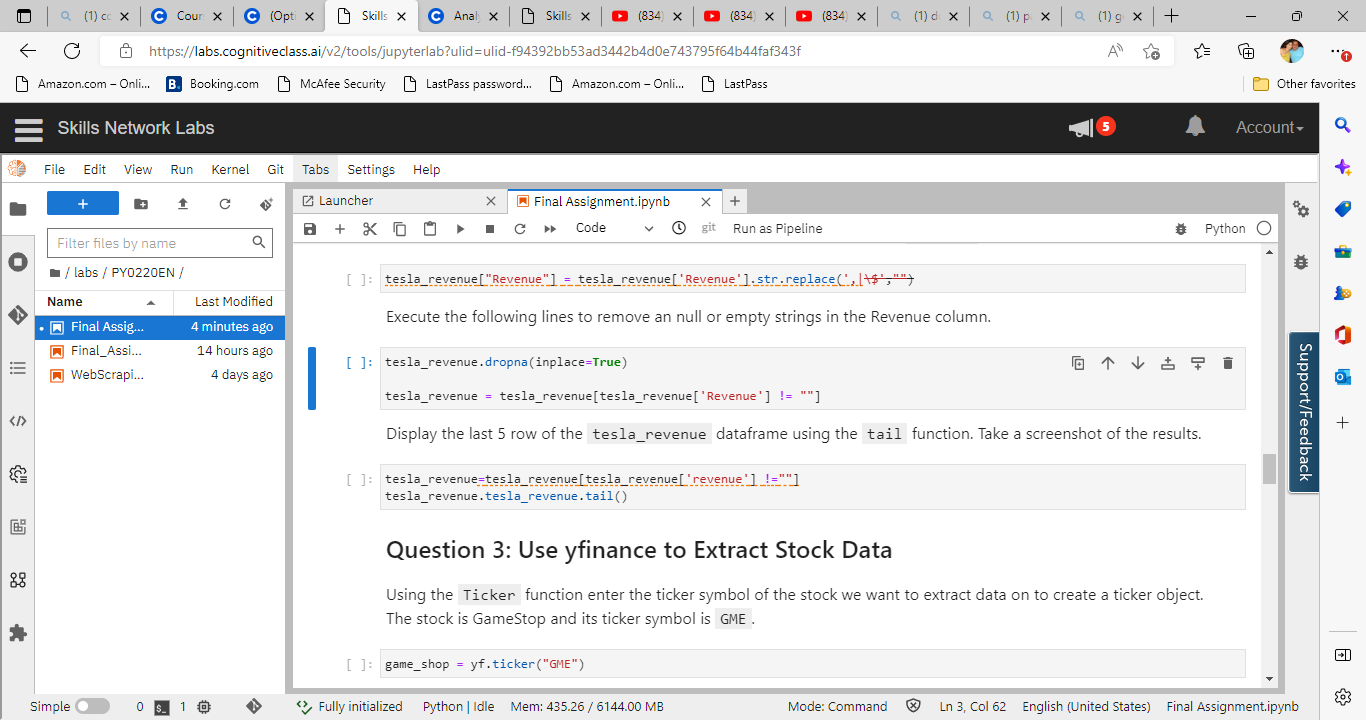 (1) cc
Cours
(Opti
Skills
Anal
Skills
(834)
(834)
(834)
(1) d
(1) p
(1) g
https://labs.cognitiveclass.ai/v2/tools/jupyterlab?ulid=ulid-f94392bb53ad3442b4d0e743795f64b44faf343f
Amazon.com – Onli...
B. Booking.com
McAfee Security
LastPass password...
Amazon.com – Onli...
LastPass
Other favorites
Skills Network Labs
5
Account
File Edit View Run Kernel Git Tabs Settings Help
Launcher
Final Assignment.ipynb
Code
git
Run as Pipeline
Python
Filter files by name
/ labs / PY0220EN /
Name Last Modified
Final Assig... 4 minutes ago
Final_Assi... 14 hours ago
WebScrapi... 4 days ago
[ ]: tesla_revenue["Revenue"] = tesla_revenue['Revenue'].str.replace(',|\$',"")
Execute the following lines to remove an null or empty strings in the Revenue column.
[ ]: tesla_revenue.dropna(inplace=True)
tesla_revenue = tesla_revenue[tesla_revenue['Revenue'] != ""]
Display the last 5 row of the tesla_revenue dataframe using the tail function. Take a screenshot of the results.
[ ]: tesla_revenue=tesla_revenue[tesla_revenue['revenue'] !=""]
tesla_revenue.tesla_revenue.tail()
Question 3: Use yfinance to Extract Stock Data
Using the Ticker function enter the ticker symbol of the stock we want to extract data on to create a ticker object.
The stock is GameStop and its ticker symbol is GME.
[ ]: game_shop = yf.ticker("GME")
Support/Feedback
Simple
0
1
Fully initialized
Python | Idle
Mem: 435.26 / 6144.00 MB
Mode: Command
Ln 3, Col 62
English (United States)
Final Assignment.ipynb